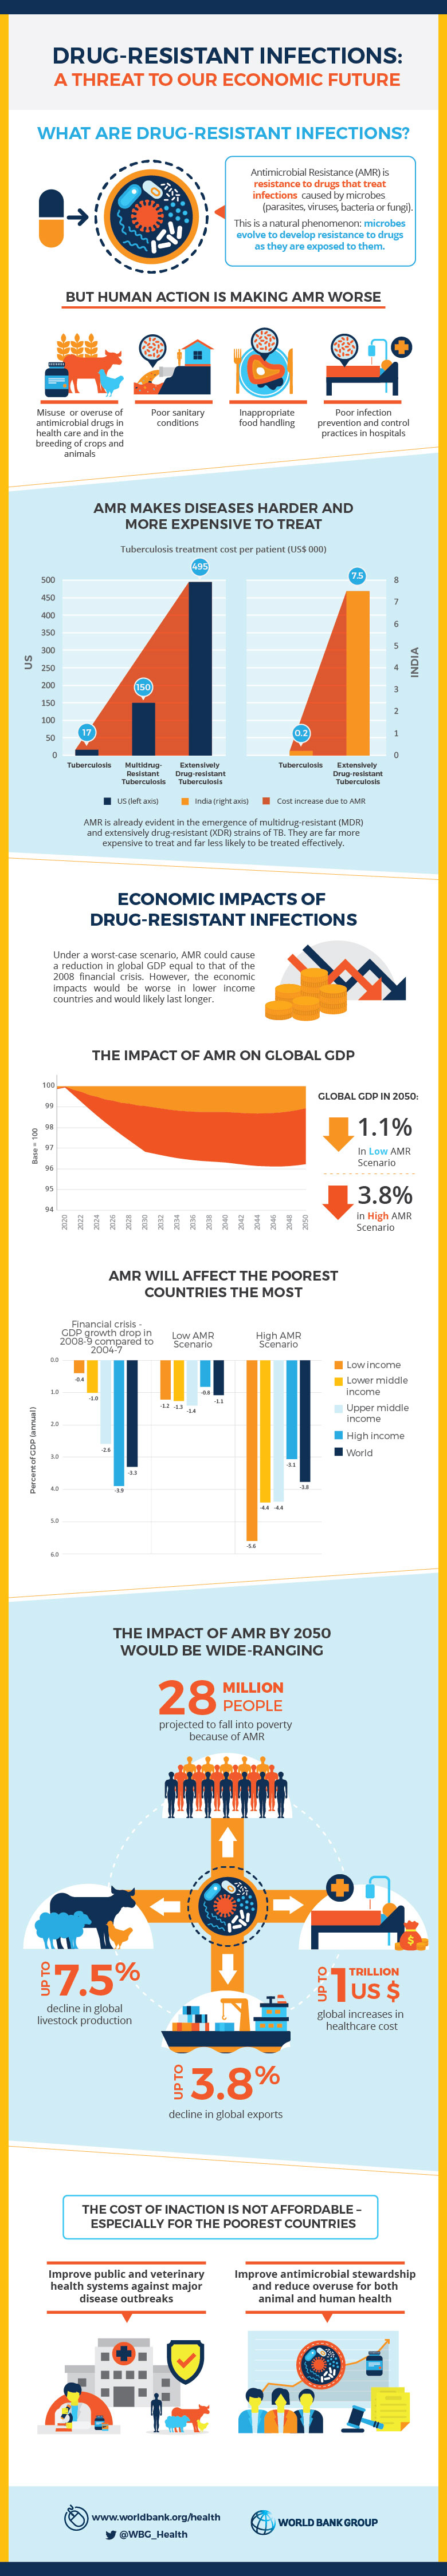 DRUG-RESISTANT INFECTIONS:
A THREAT TO OUR ECONOMIC FUTURE
WHAT ARE DRUG-RESISTANT INFECTIONS?
Antimicrobial Resistance (AMR) is
resistance to drugs that treat
infections caused by microbes
(parasites, viruses, bacteria or fungi).
This is a natural phenomenon: microbes
evolve to develop resistance to drugs
as they are exposed to them.
BUT HUMAN ACTION IS MAKING AMR WORSE
Misuse or overuse of
antimicrobial drugs in
health care and in the
breeding of crops and
animals
Poor sanitary
conditions
Inappropriate
food handling
Poor infection
prevention and control
practices in hospitals
AMR MAKES DISEASES HARDER AND
MORE EXPENSIVE TO TREAT
Tuberculosis treatment cost per patient (US$ 000)
US
500
450
400
350
300
250
200
150
100
50
0
17
150
495
Tuberculosis
Multidrug-
Resistant
Tuberculosis
Extensively
Drug-resistant
Tuberculosis
0.2
7.5
Tuberculosis
Extensively
Drug-resistant
Tuberculosis
8
7
6
5
4
3
2
1
0
INDIA
US (left axis)
India (right axis)
Cost increase due to AMR
AMR is already evident in the emergence of multidrug-resistant (MDR)
and extensively drug-resistant (XDR) strains of TB. They are far more
expensive to treat and far less likely to be treated effectively.
ECONOMIC IMPACTS OF
DRUG-RESISTANT INFECTIONS
Under a worst-case scenario, AMR could cause
a reduction in global GDP equal to that of the
2008 financial crisis. However, the economic
impacts would be worse in lower income
countries and would likely last longer.
THE IMPACT OF AMR ON GLOBAL GDP
Base = 100
100
99
98
97
96
95
94
2020
2022
2024
2026
2028
2030
2032
2034
2036
2038
2040
2042
2044
2046
2048
2050
GLOBAL GDP IN 2050:
1.1%
In Low AMR
Scenario
3.8%
in High AMR
Scenario
AMR WILL AFFECT THE POOREST
COUNTRIES THE MOST
Financial crisis -
GDP growth drop in
2008-9 compared to
2004-7
Low AMR
Scenario
High AMR
Scenario
Percent of GDP (annual)
0.0
1.0
2.0
3.0
4.0
5.0
6.0
-0.4
-1.0
-2.6
-3.9
-3.3
-1.2
-1.3
-1.4
-0.8
-1.1
-5.6
-4.4
-4.4
-3.1
-3.8
Low income
Lower middle
income
Upper middle
income
High income
World
THE IMPACT OF AMR BY 2050
WOULD BE WIDE-RANGING
28 MILLION
PEOPLE
projected to fall into poverty
because of AMR
UP TO 7.5%
decline in global
livestock production
$
UP TO 1 TRILLION
US $
global increases in
healthcare cost
UP TO 3.8%
decline in global exports
THE COST OF INACTION IS NOT AFFORDABLE –
ESPECIALLY FOR THE POOREST COUNTRIES
Improve public and veterinary
health systems against major
disease outbreaks
Improve antimicrobial stewardship
and reduce overuse for both
animal and human health
www.worldbank.org/health
@WBG_Health
WORLD BANK GROUP